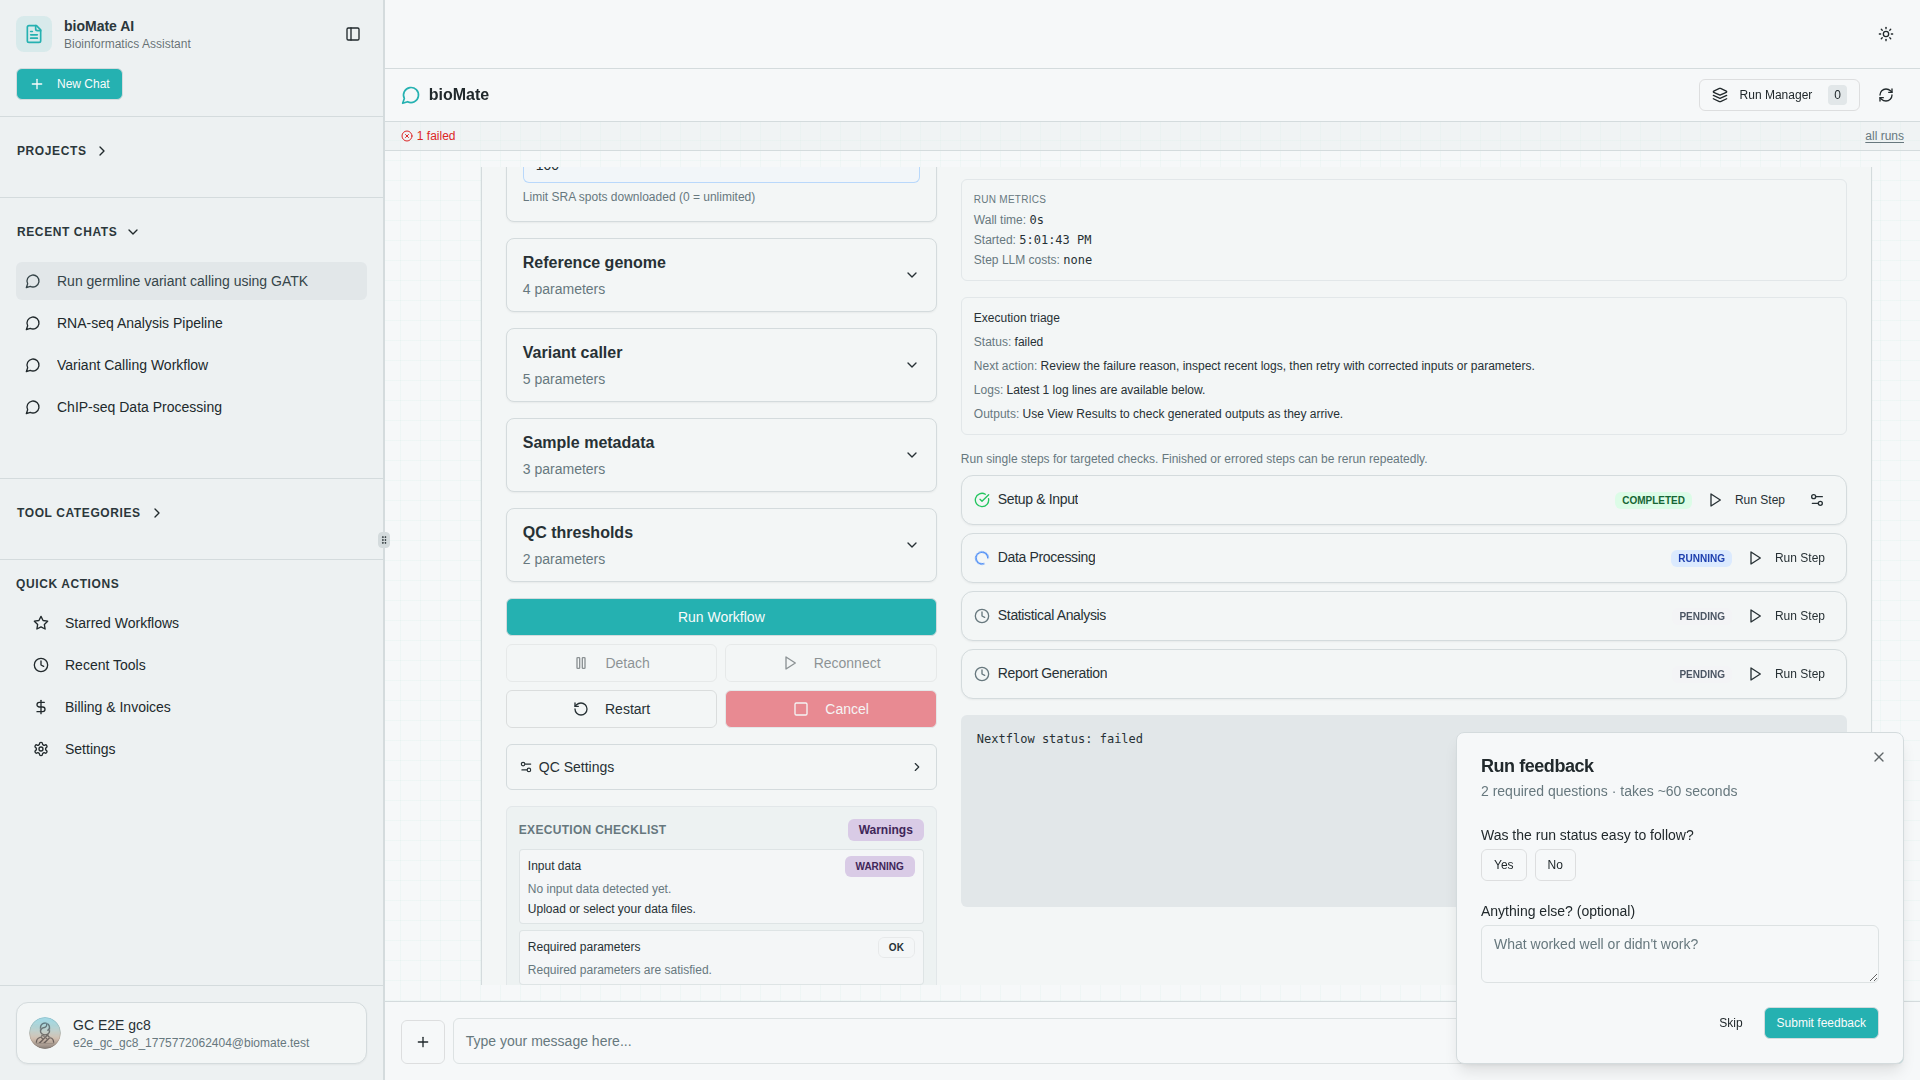 bioMate AI
Bioinformatics Assistant
New Chat
PROJECTS
RECENT CHATS
Run germline variant calling using GATK
RNA-seq Analysis Pipeline
Variant Calling Workflow
ChIP-seq Data Processing
TOOL CATEGORIES
QUICK ACTIONS
Starred Workflows
Recent Tools
Billing & Invoices
Settings
GC E2E gc8
e2e_gc_gc8_1775772062404@biomate.test
bioMate
Run Manager 0
1 failed
all runs
Limit SRA spots downloaded (0 = unlimited)
Reference genome
4 parameters
Variant caller
5 parameters
Sample metadata
3 parameters
QC thresholds
2 parameters
Run Workflow
Detach
Reconnect
Restart
Cancel
QC Settings
EXECUTION CHECKLIST
Warnings
Input data
WARNING
No input data detected yet.
Upload or select your data files.
Required parameters
OK
Required parameters are satisfied.
RUN METRICS
Wall time: 0s
Started: 5:01:43 PM
Step LLM costs: none
Execution triage
Status: failed
Next action: Review the failure reason, inspect recent logs, then retry with corrected inputs or parameters.
Logs: Latest 1 log lines are available below.
Outputs: Use View Results to check generated outputs as they arrive.
Run single steps for targeted checks. Finished or errored steps can be rerun repeatedly.
Setup & Input
COMPLETED
Run Step
Data Processing
RUNNING
Run Step
Statistical Analysis
PENDING
Run Step
Report Generation
PENDING
Run Step
Nextflow status: failed
Run feedback
2 required questions · takes ~60 seconds
Was the run status easy to follow?
Yes
No
Anything else? (optional)
What worked well or didn't work?
Skip
Submit feedback
Type your message here...